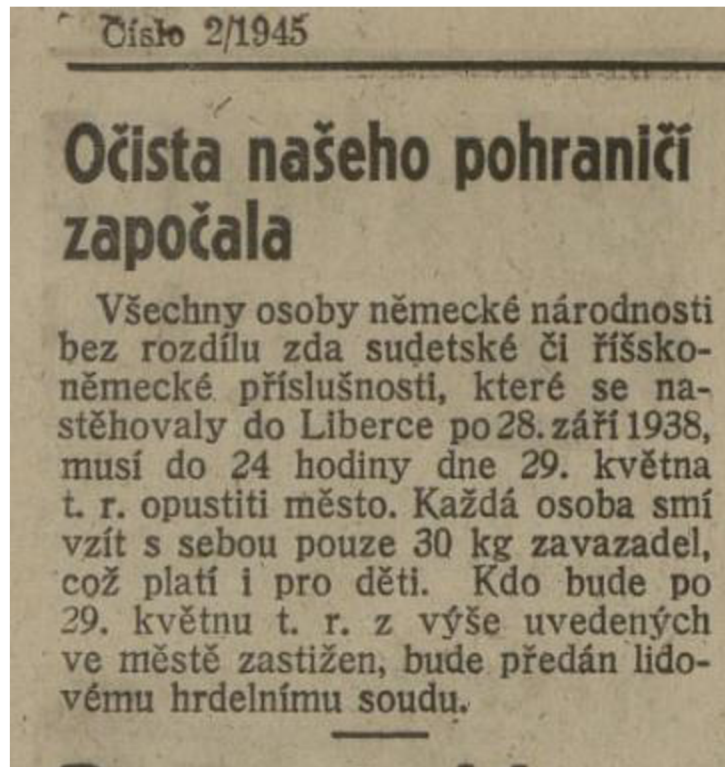 Číslo 2/1945
Očista našeho pohraničí
započala
Všechny osoby německé národnosti
bez rozdílu zda sudetské či říšsko-
německé příslušnosti, které se na-
stěhovaly do Liberce po 28. září 1938,
musí do 24 hodiny dne 29. května
t. r. opustiti město. Každá osoba smí
vzít s sebou pouze 30 kg zavazadel,
což platí i pro děti. Kdo bude po
29. květnu t. r. z výše uvedených
ve městě zastižen, bude předán lido-
vému hrdelnímu soudu.